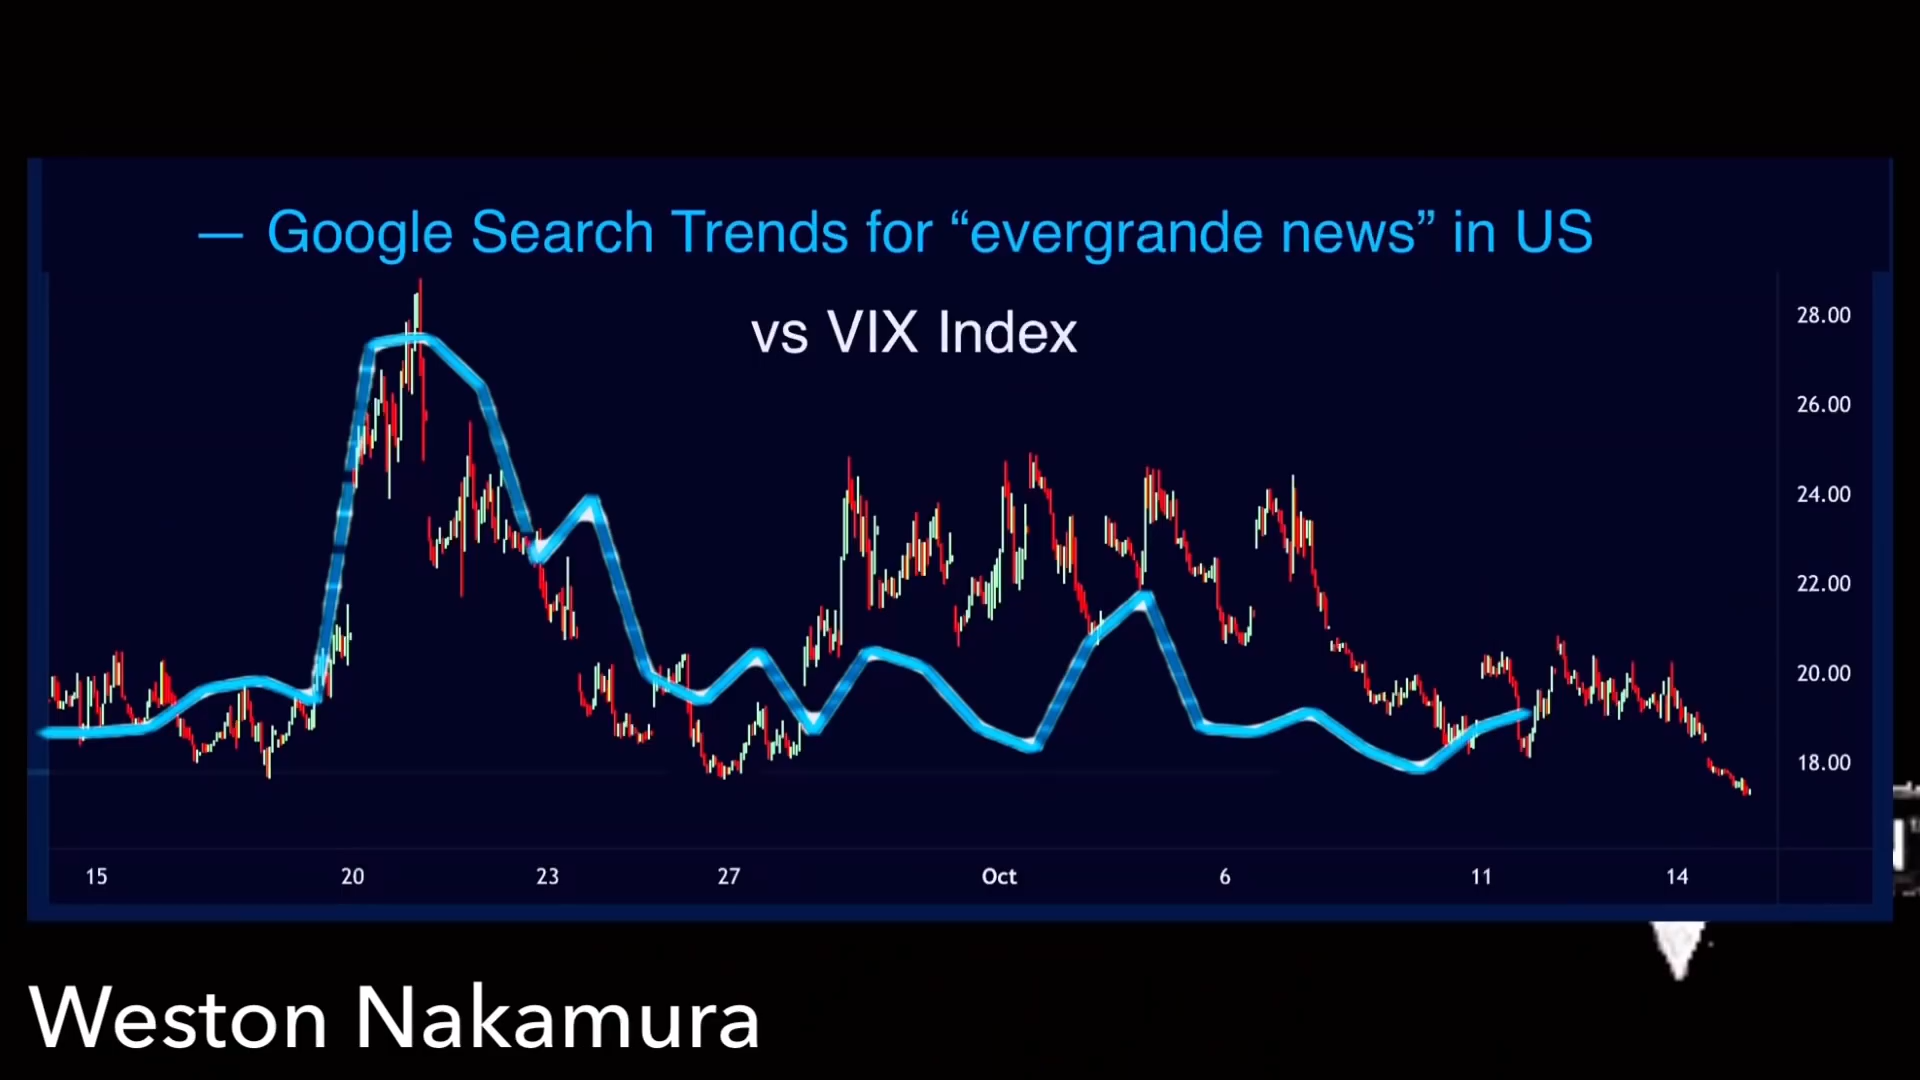 — Google Search Trends for “evergrande news” in US
vs VIX Index
28.00
26.00
24.00
22.00
20.00
18.00
15 20 23 27 Oct 6 11 14
Weston Nakamura